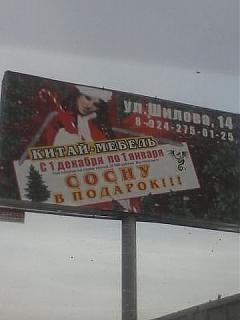 ул.Шилова, 14
8-924-275-01-25
КИТАЙ-МЕБЕЛЬ
С 1 декабря по 1 января
СОСНУ
В ПОДАРОК!!!